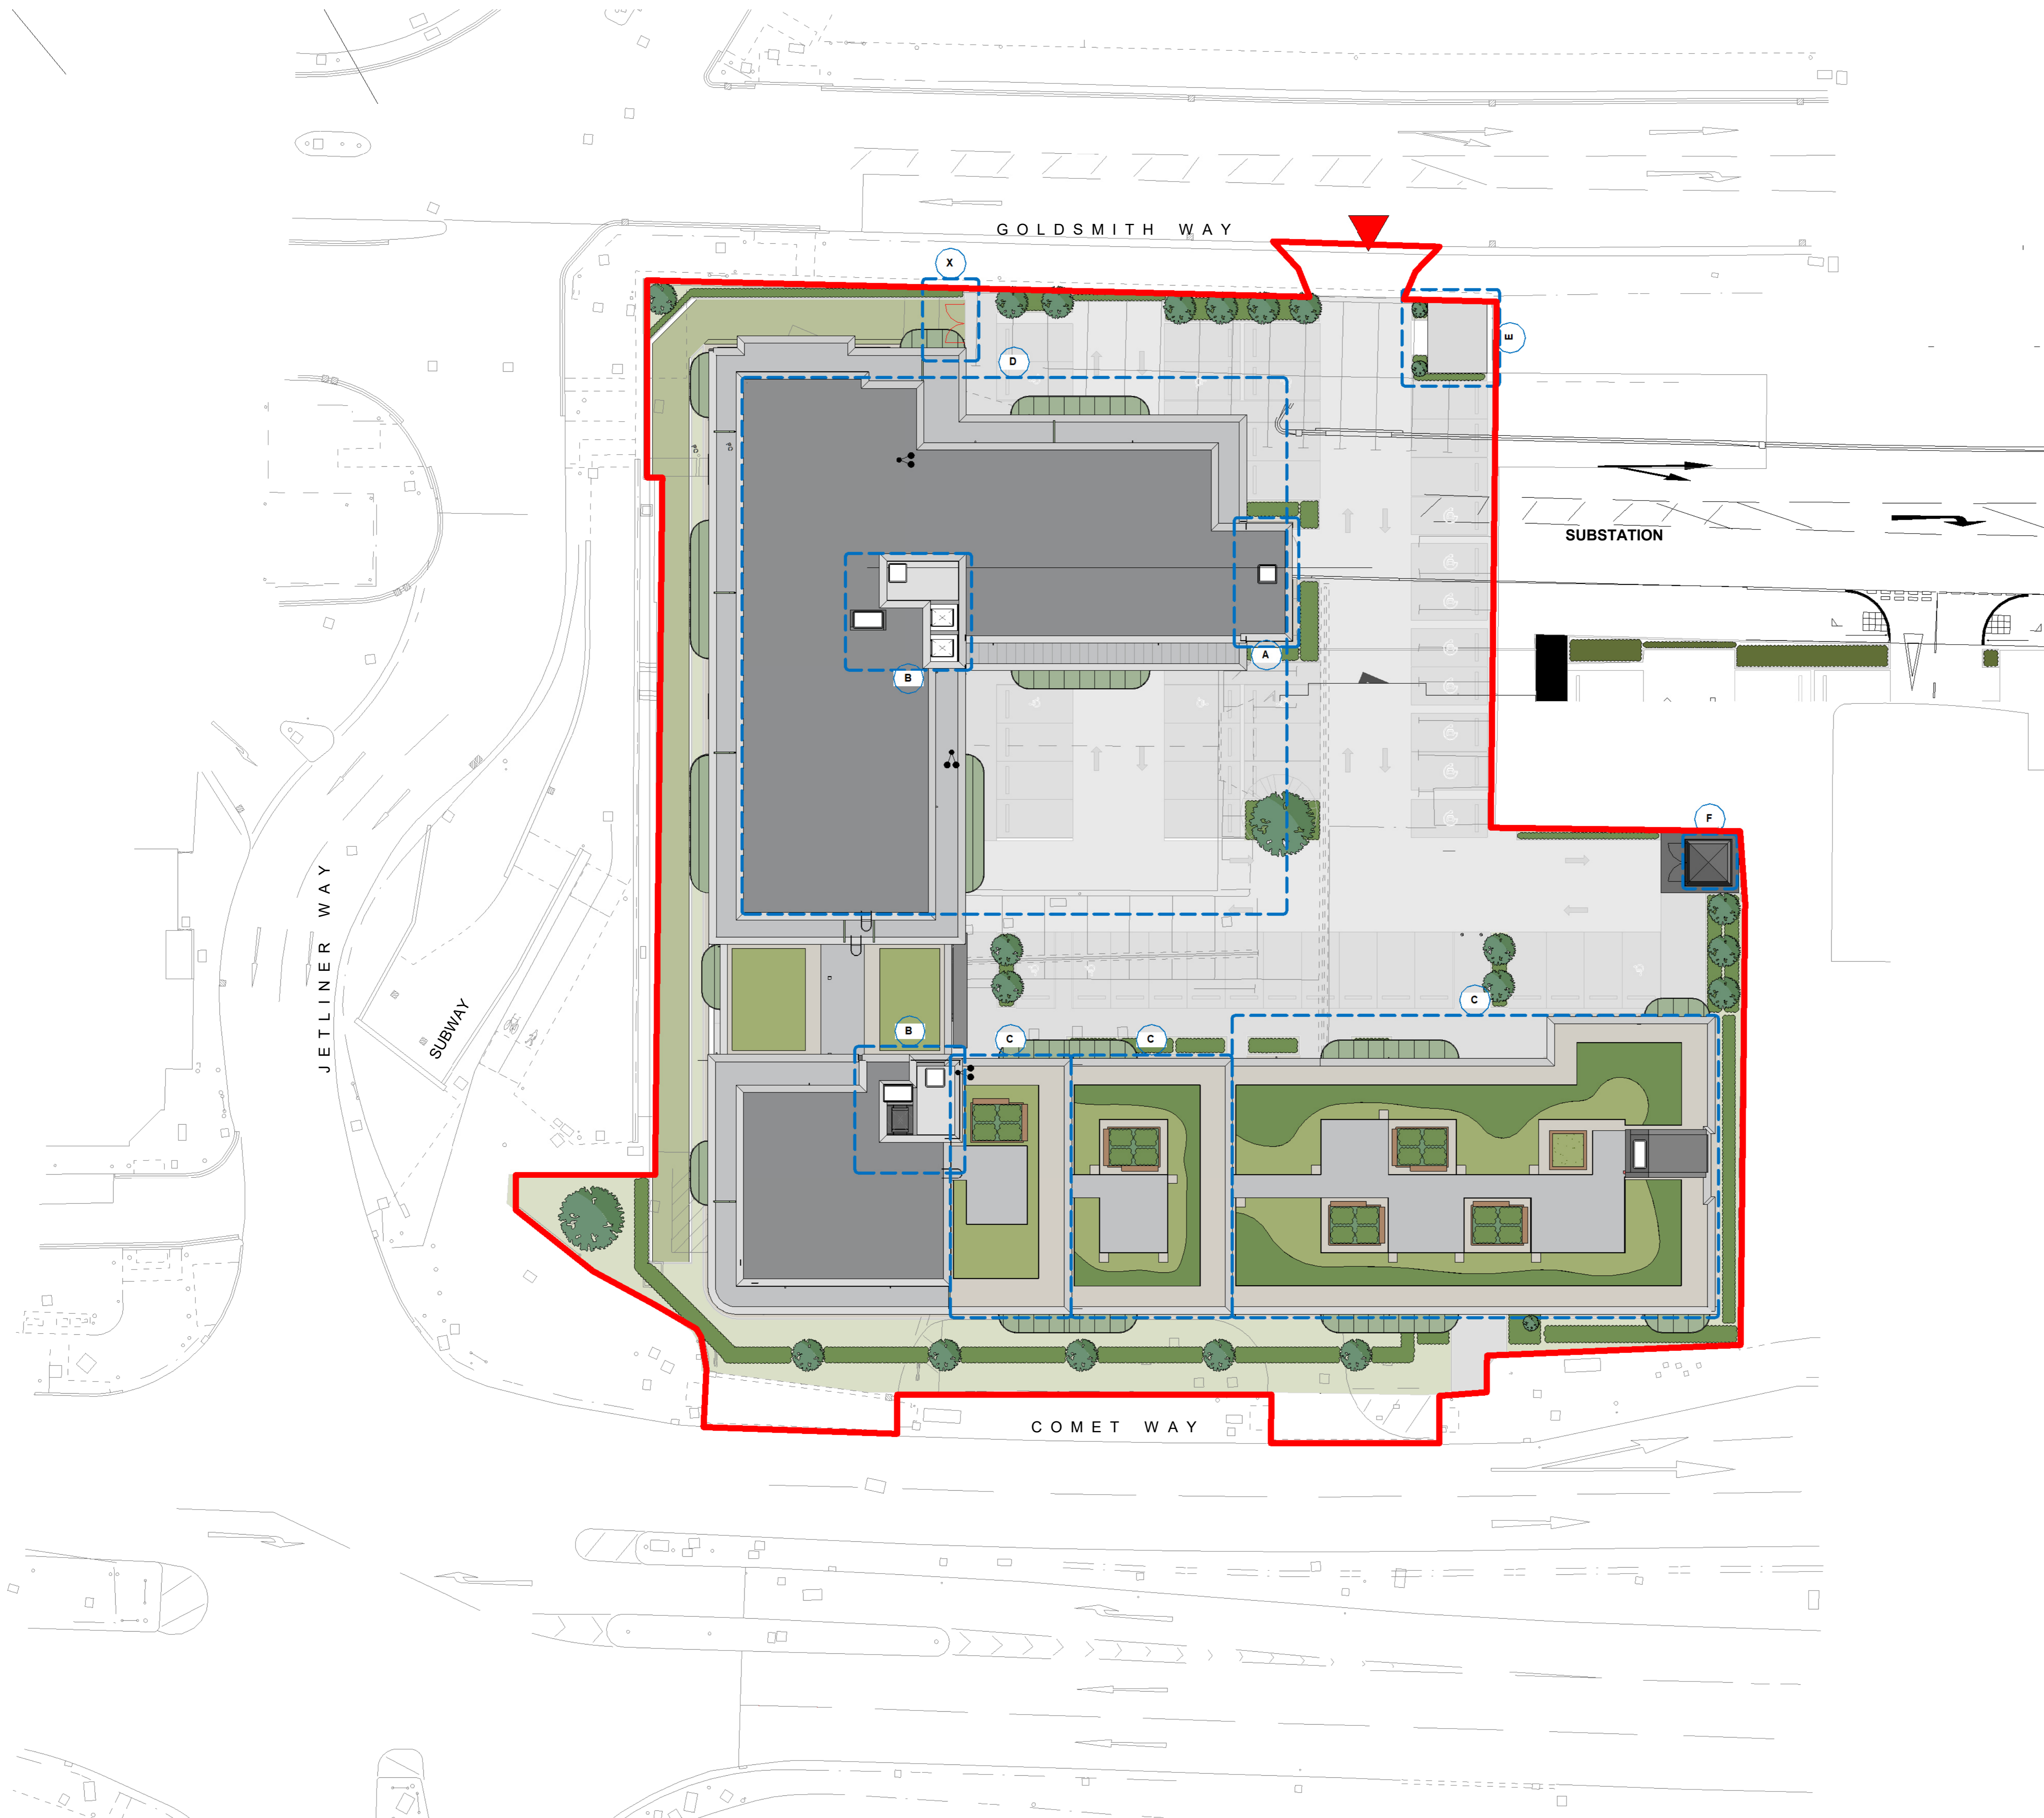 GOLDSMITH WAY
X
E
D
SUBSTATION
A
B
F
JETLINER WAY
SUBWAY
C
B
C
C
COMET WAY